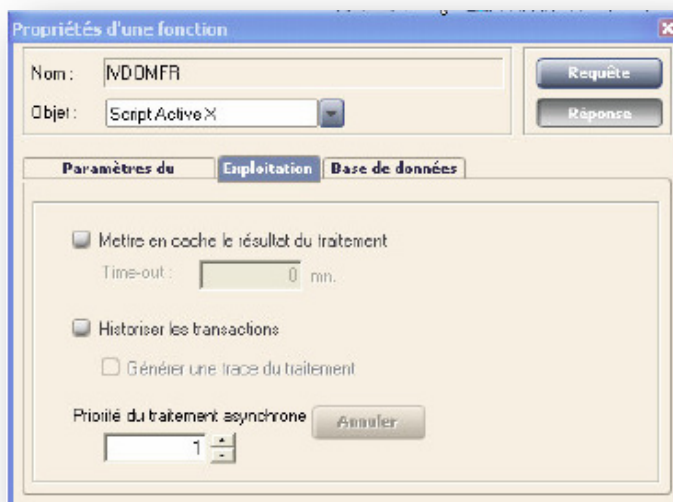 Propriétés d'une fonction
Nom : IVDOMFR
Requête
Objet : Script Active X
Réponse
Paramètres du Exploitation Base de données
Mettre en cache le résultat du traitement
Time-out : 0 mn.
Historiser les transactions
Générer une trace du traitement
Priorité du traitement asynchrone Annuler
1